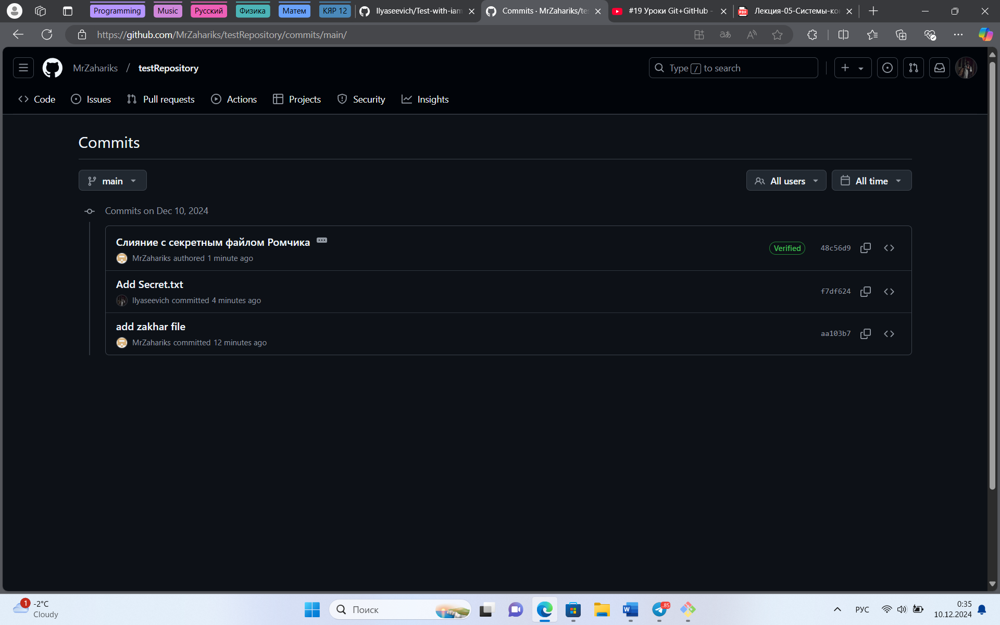 Programming
Music
Русский
Физика
Матем
КЯР 12
Ilyaseevich/Test-with-iam
Commits · MrZahariks/tes
#19 Уроки Git+GitHub -
PDF
Лекция-05-Системы-кон
https://github.com/MrZahariks/testRepository/commits/main/
MrZahariks / testRepository
Type / to search
Code
Issues
Pull requests
Actions
Projects
Security
Insights
Commits
main
All users
All time
Commits on Dec 10, 2024
Слияние с секретным файлом Ромчика
MrZahariks authored 1 minute ago
Verified
48c56d9
Add Secret.txt
Ilyaseevich committed 4 minutes ago
f7df624
add zakhar file
MrZahariks committed 12 minutes ago
aa103b7
1
-2°C
Cloudy
Поиск
W
85
РУС
0:35
10.12.2024